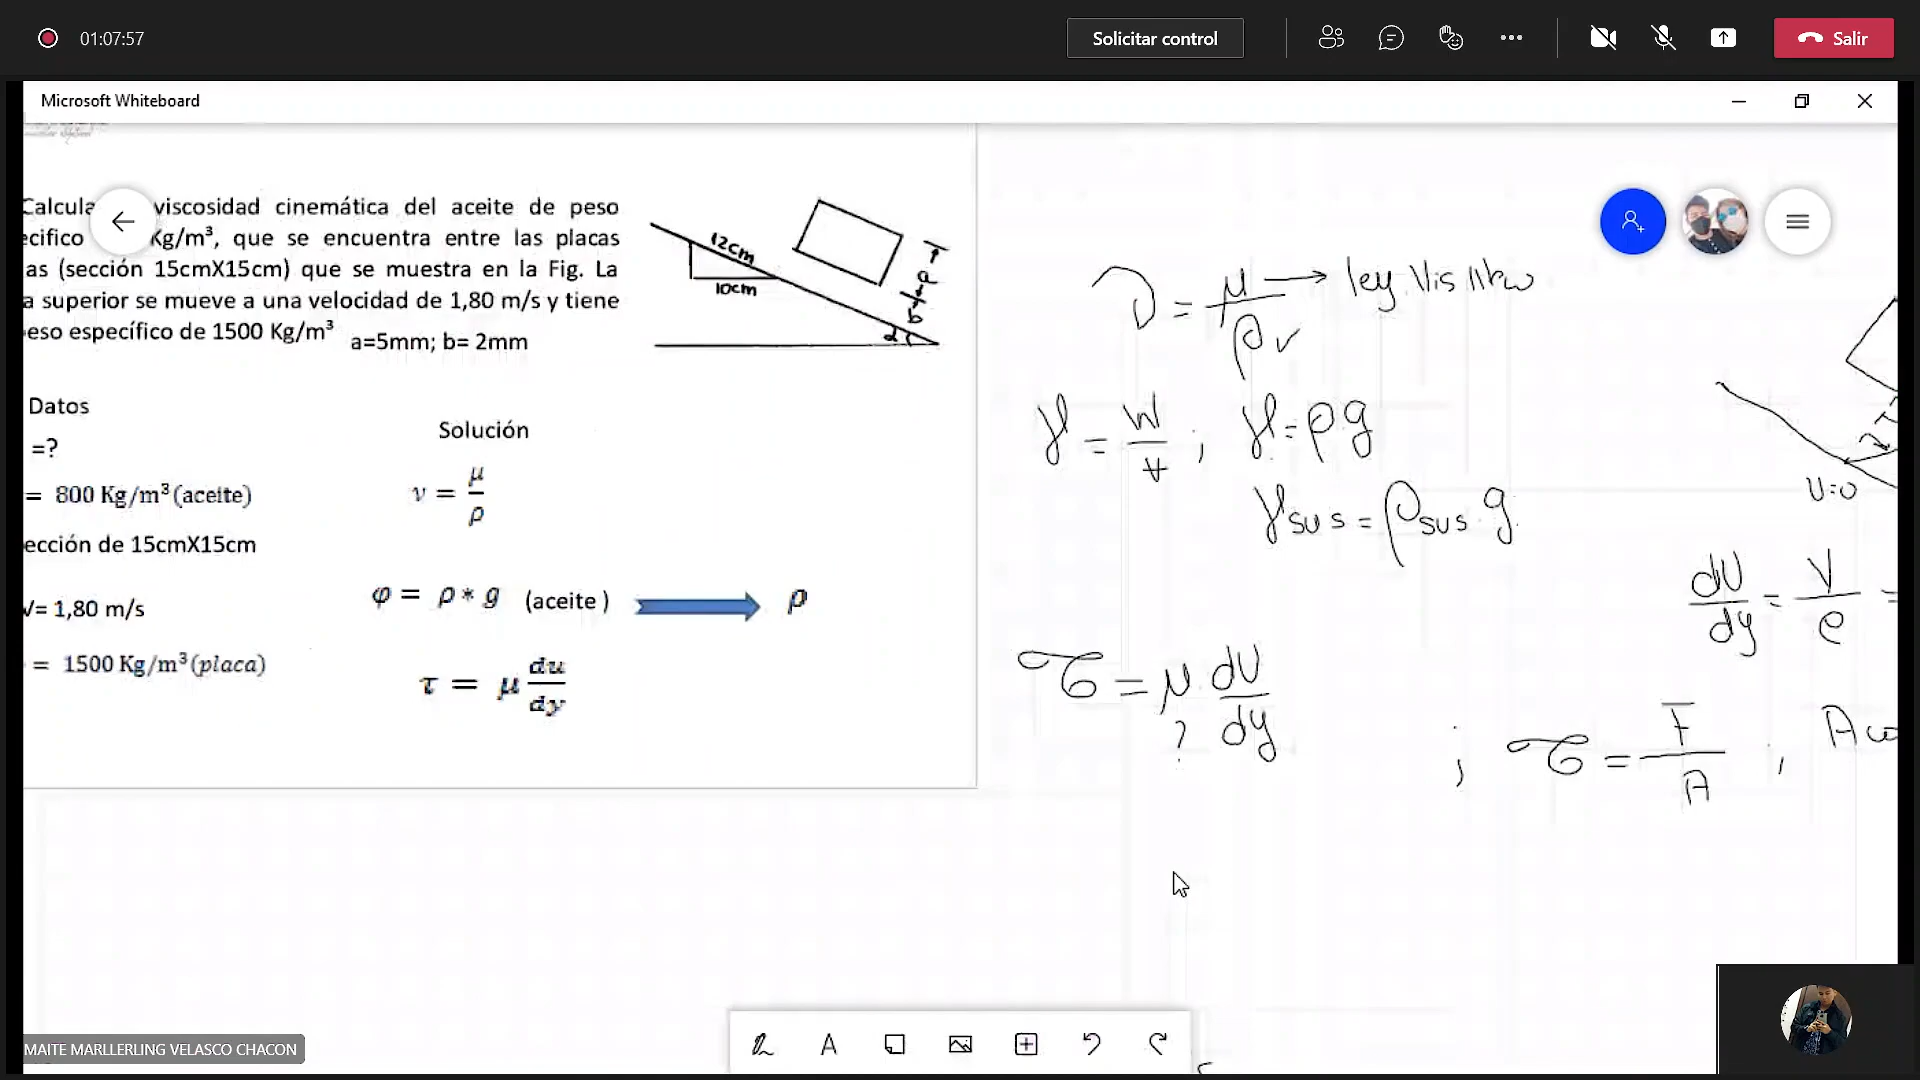 01:07:57
Solicitar control
Salir
Microsoft Whiteboard
Calcula viscosidad cinemática del aceite de peso
ecifico Kg/m³, que se encuentra entre las placas
as (sección 15cmX15cm) que se muestra en la Fig. La
a superior se mueve a una velocidad de 1,80 m/s y tiene
eso específico de 1500 Kg/m³
a=5mm; b= 2mm
12cm
10cm
a
b
α
Datos
=?
= 800 Kg/m³(aceite)
ección de 15cmX15cm
V= 1,80 m/s
= 1500 Kg/m³(placa)
Solución
ν = μ/ρ
φ = ρ * g (aceite) ρ
τ = μ du/dy
ν = μ/ρ → ley Vis
γ = W/V ; γ = ρ g
γsus = ρsus. g
U=0
dU/dy = V/e =
τ = μ. dU/dy
?
; τ = F/A ;
MAITE MARLLERLING VELASCO CHACON